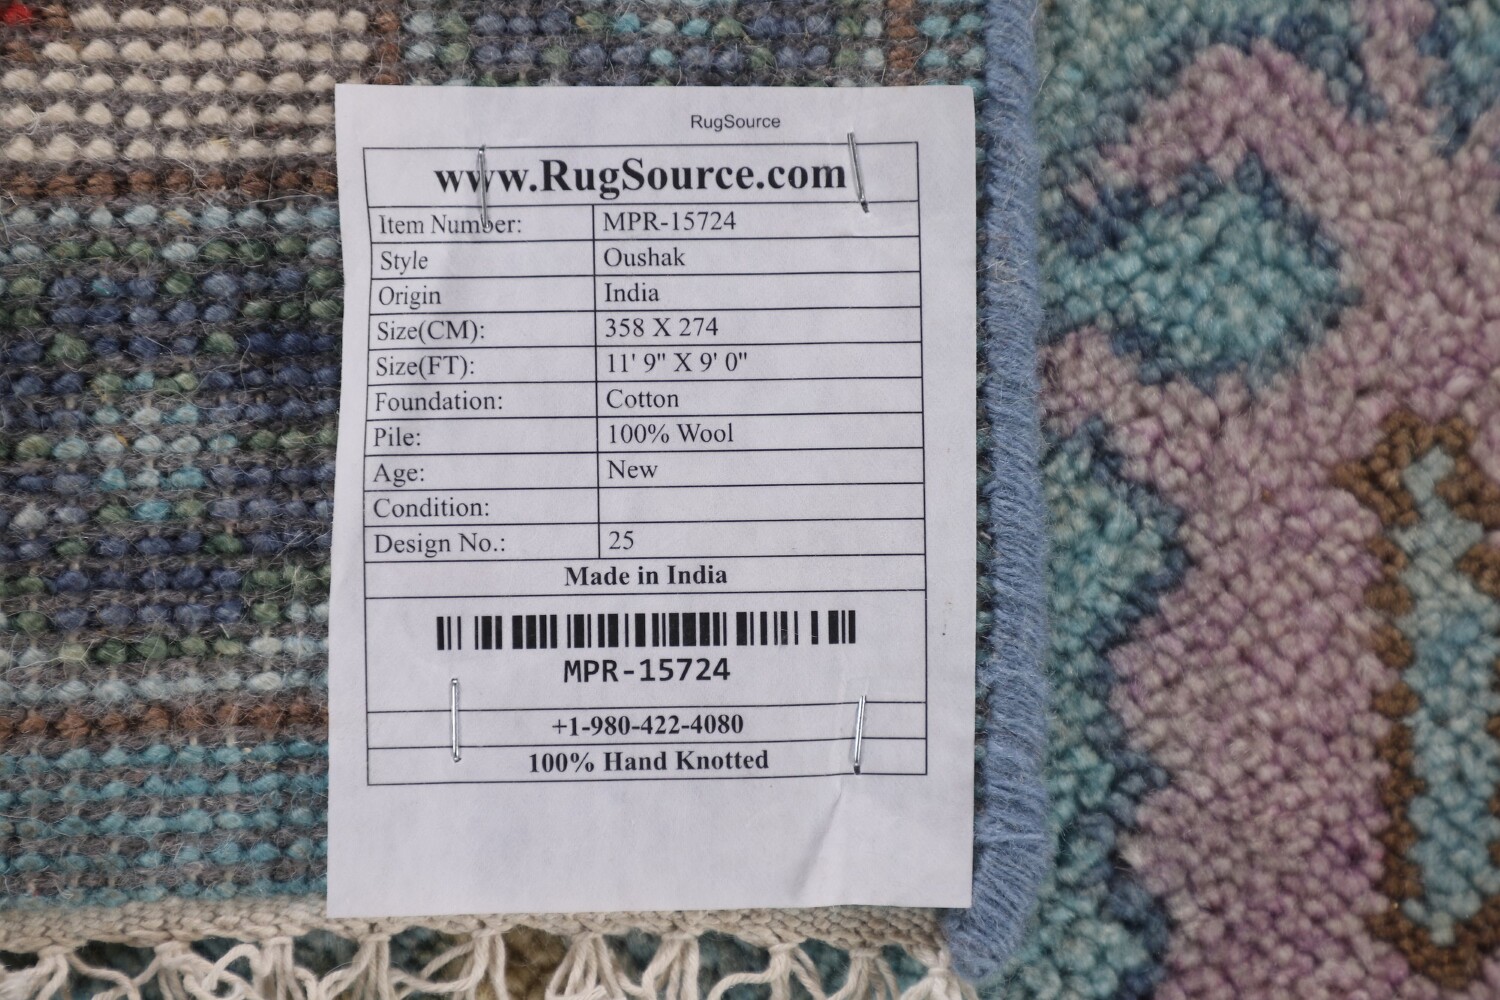 RugSource
www.RugSource.com
Item Number: MPR-15724
Style Oushak
Origin India
Size(CM): 358 X 274
Size(FT): 11' 9" X 9' 0"
Foundation: Cotton
Pile: 100% Wool
Age: New
Condition:
Design No.: 25
Made in India
MPR-15724
+1-980-422-4080
100% Hand Knotted